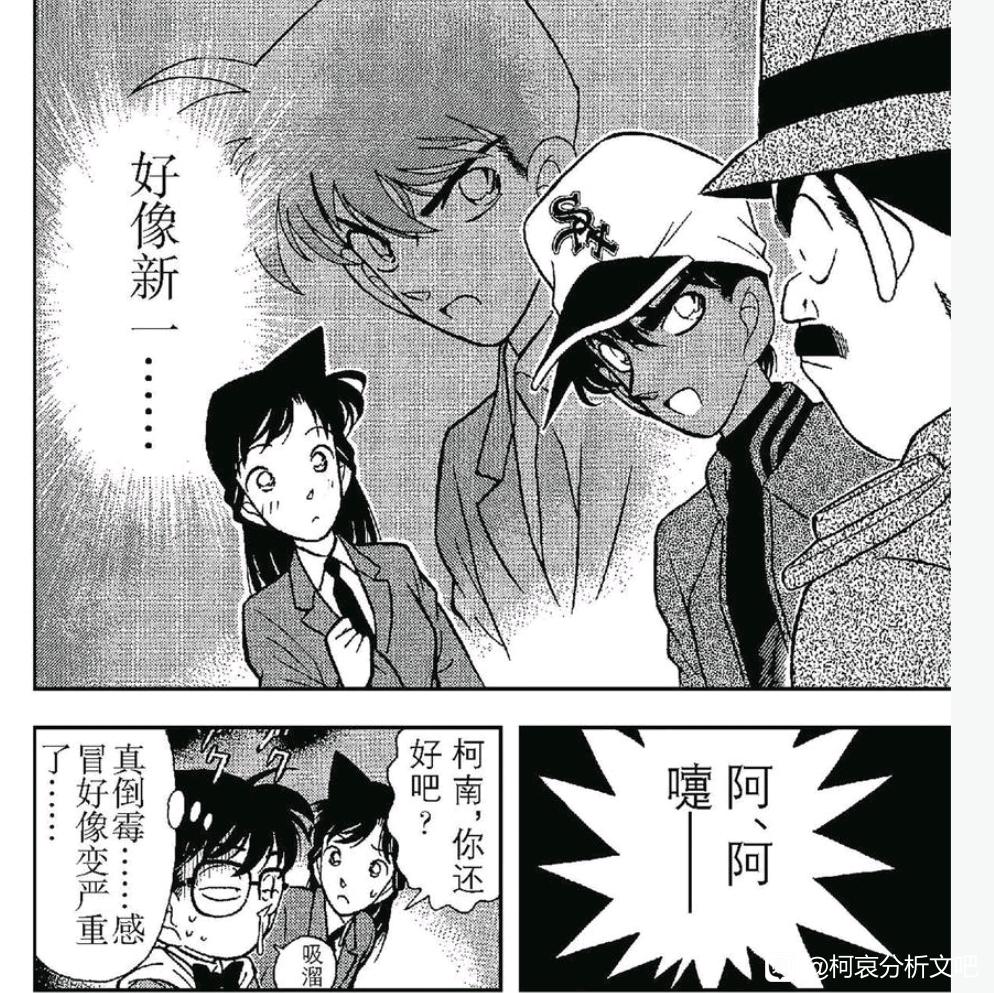 好像新一……
SAX
阿、阿
嚏——
柯南，你还
好吧？
吸溜
真倒霉……感
冒好像变严重
了……
@柯哀分析文吧